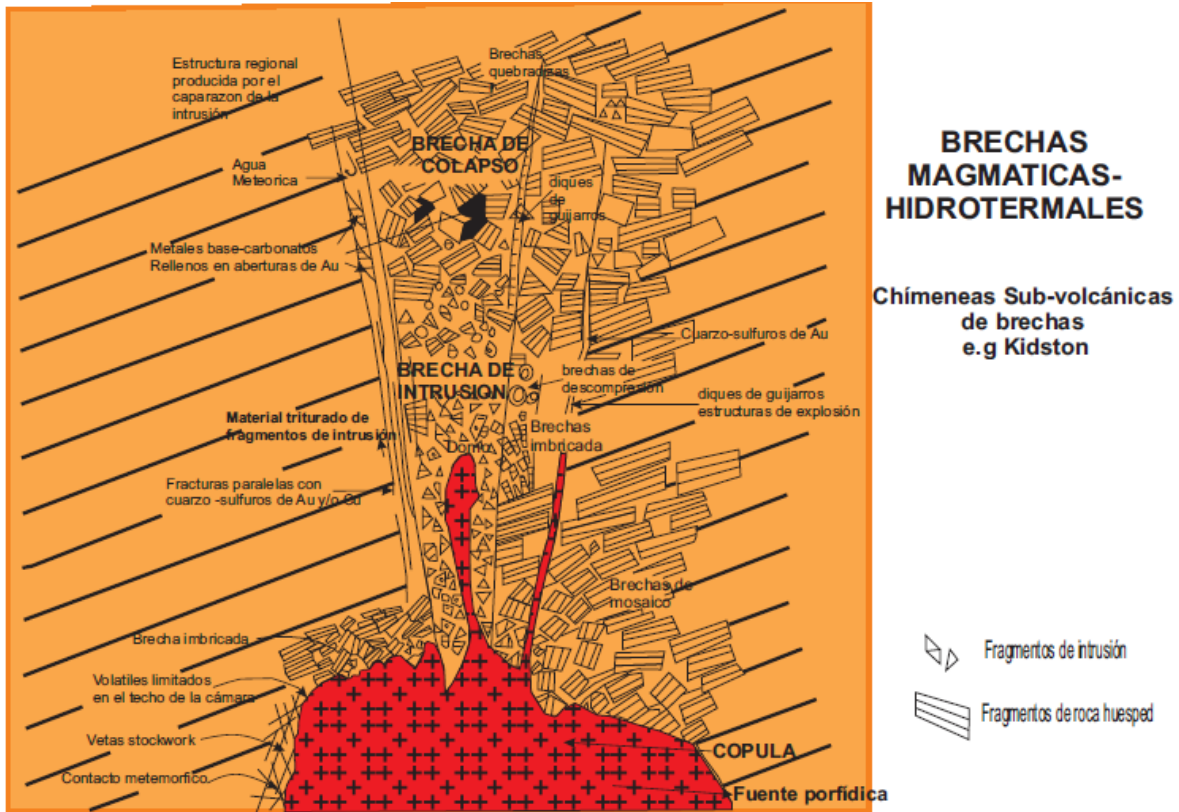 Estructura regional
producida por el
caparazon de la
intrusión
Brechas
quebradizas
BRECHA DE
COLAPSO
Agua
Meteorica
diques
de
guijarros
Metales base-carbonatos
Rellenos en aberturas de Au
Cuarzo-sulfuros de Au
BRECHA DE
INTRUSION
brechas de
descompresión
diques de guijarros
estructuras de explosión
Material triturado de
fragmentos de intrusión
Brechas
imbricada
Domo
Fracturas paralelas con
cuarzo -sulfuros de Au y/o Cu
Brechas de
mosaico
Brecha imbricada
Volatiles limitados
en el techo de la cámara
Vetas stockwork
COPULA
Contacto metemorfico
Fuente porfídica
BRECHAS
MAGMATICAS-
HIDROTERMALES
Chímeneas Sub-volcánicas
de brechas
e.g Kidston
Fragmentos de intrusión
Fragmentos de roca huesped